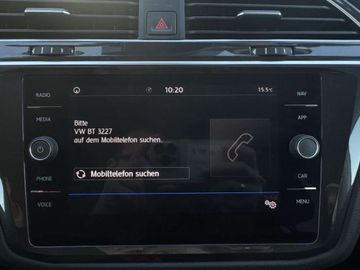 10:20
15.5°C
RADIO
NAV
MEDIA
APP
Bitte
VW BT 3227
auf dem Mobiltelefon suchen.
Mobiltelefon suchen
PHONE
CAR
VOICE
MENU